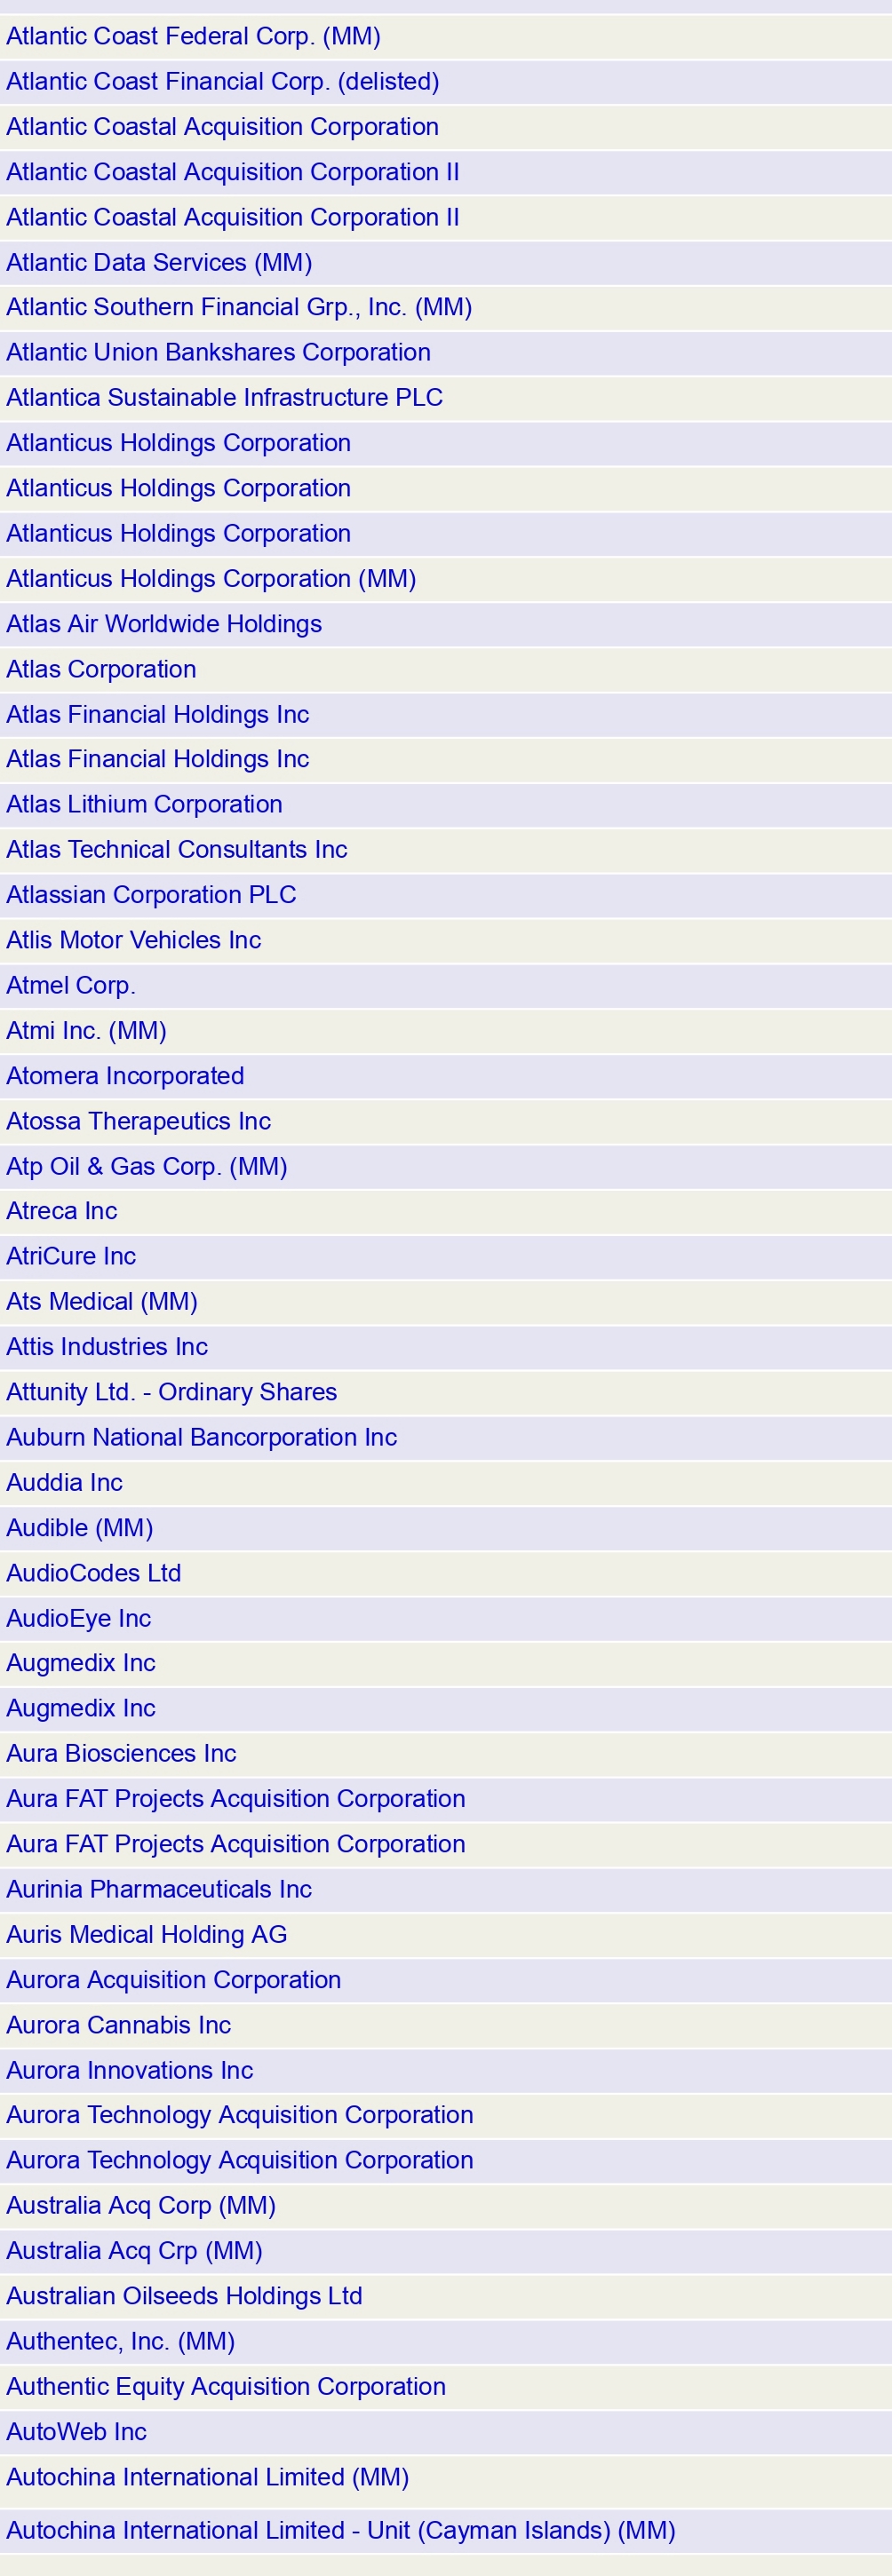 Atlantic Coast Federal Corp. (MM)
Atlantic Coast Financial Corp. (delisted)
Atlantic Coastal Acquisition Corporation
Atlantic Coastal Acquisition Corporation II
Atlantic Coastal Acquisition Corporation II
Atlantic Data Services (MM)
Atlantic Southern Financial Grp., Inc. (MM)
Atlantic Union Bankshares Corporation
Atlantica Sustainable Infrastructure PLC
Atlanticus Holdings Corporation
Atlanticus Holdings Corporation
Atlanticus Holdings Corporation
Atlanticus Holdings Corporation (MM)
Atlas Air Worldwide Holdings
Atlas Corporation
Atlas Financial Holdings Inc
Atlas Financial Holdings Inc
Atlas Lithium Corporation
Atlas Technical Consultants Inc
Atlassian Corporation PLC
Atlis Motor Vehicles Inc
Atmel Corp.
Atmi Inc. (MM)
Atomera Incorporated
Atossa Therapeutics Inc
Atp Oil & Gas Corp. (MM)
Atreca Inc
AtriCure Inc
Ats Medical (MM)
Attis Industries Inc
Attunity Ltd. - Ordinary Shares
Auburn National Bancorporation Inc
Auddia Inc
Audible (MM)
AudioCodes Ltd
AudioEye Inc
Augmedix Inc
Augmedix Inc
Aura Biosciences Inc
Aura FAT Projects Acquisition Corporation
Aura FAT Projects Acquisition Corporation
Aurinia Pharmaceuticals Inc
Auris Medical Holding AG
Aurora Acquisition Corporation
Aurora Cannabis Inc
Aurora Innovations Inc
Aurora Technology Acquisition Corporation
Aurora Technology Acquisition Corporation
Australia Acq Corp (MM)
Australia Acq Crp (MM)
Australian Oilseeds Holdings Ltd
Authentec, Inc. (MM)
Authentic Equity Acquisition Corporation
AutoWeb Inc
Autochina International Limited (MM)
Autochina International Limited - Unit (Cayman Islands) (MM)